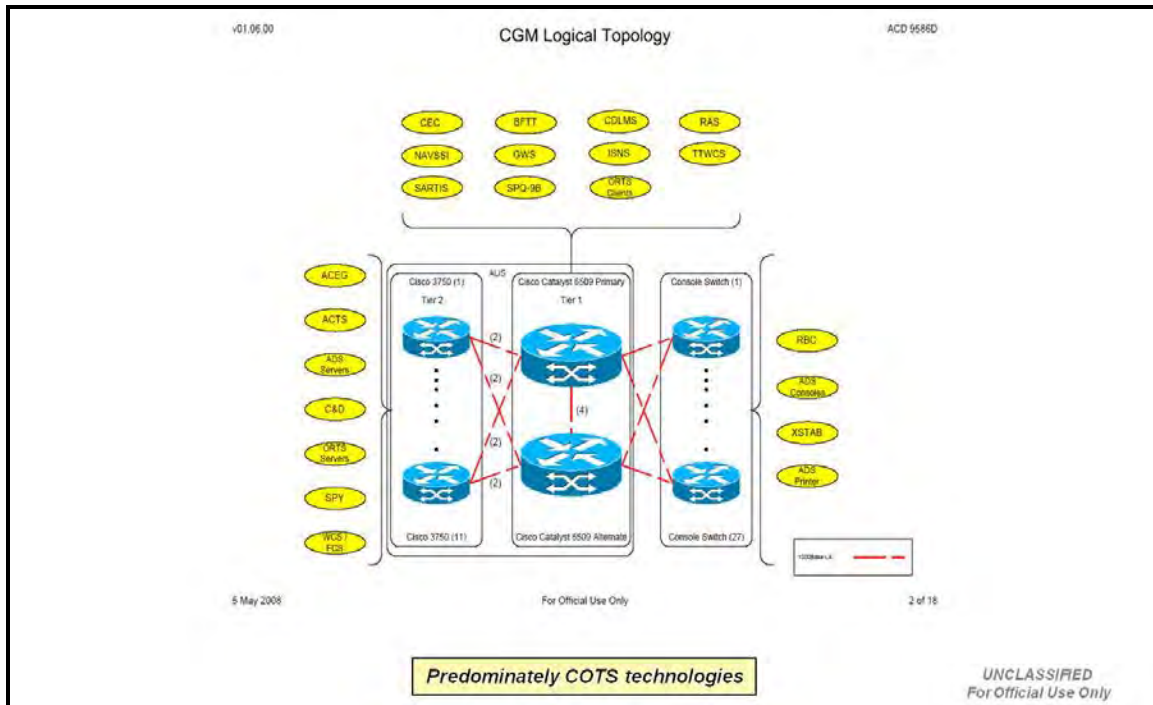 v01.06.00
CGM Logical Topology
ACD 9586D
CEC
BFTT
CDLMS
RAS
NAVSSI
GWS
ISNS
TTWCS
SARTIS
SPQ-9B
ORTS
Clients
ACEG
ACTS
ADS
Servers
C&D
ORTS
Servers
SPY
WCS /
FCS
ALIS
Cisco 3750 (1)
Tier 2
Cisco Catalyst 6509 Primary
Tier 1
Console Switch (1)
(2)
(2)
(4)
(2)
(2)
Cisco 3750 (11)
Cisco Catalyst 6509 Alternate
Console Switch (27)
RBC
ADS
Consoles
XSTAB
ADS
Printer
5 May 2008
For Official Use Only
2 of 16
Predominately COTS technologies
UNCLASSIFIED
For Official Use Only